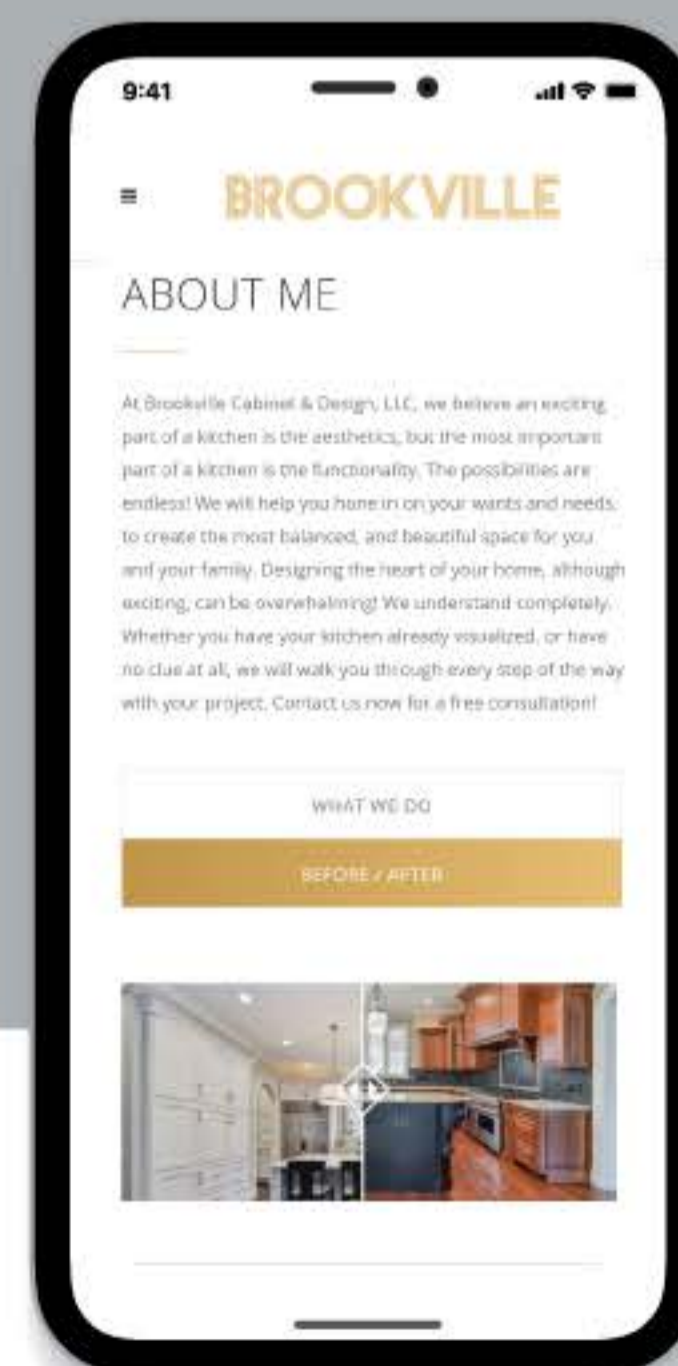 9:41
BROOKVILLE
ABOUT ME
At Brookville Cabinet & Design, LLC, we believe an exciting
part of a kitchen is the aesthetics, but the most important
part of a kitchen is the functionality. The possibilities are
endless! We will help you hone in on your wants and needs,
to create the most balanced, and beautiful space for you
and your family. Designing the heart of your home, although
exciting, can be overwhelming! We understand completely.
Whether you have your kitchen already visualized, or have
no clue at all, we will walk you through every step of the way
with your project. Contact us now for a free consultation!
WHAT WE DO
BEFORE / AFTER